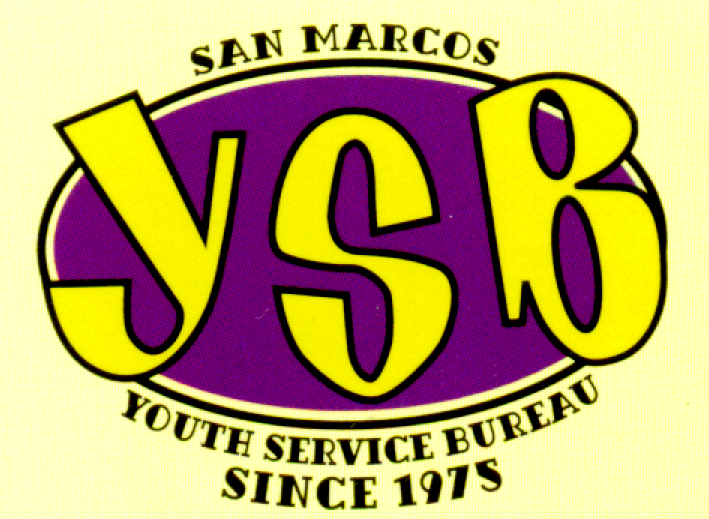 SAN MARCOS
YSB
YOUTH SERVICE BUREAU
SINCE 1975